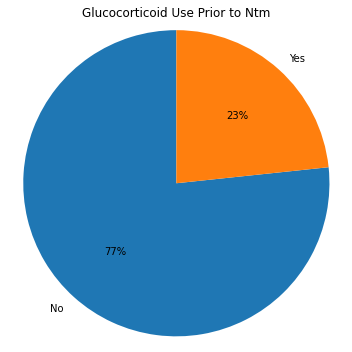 Glucocorticoid Use Prior to Ntm
Yes
23%
77%
No